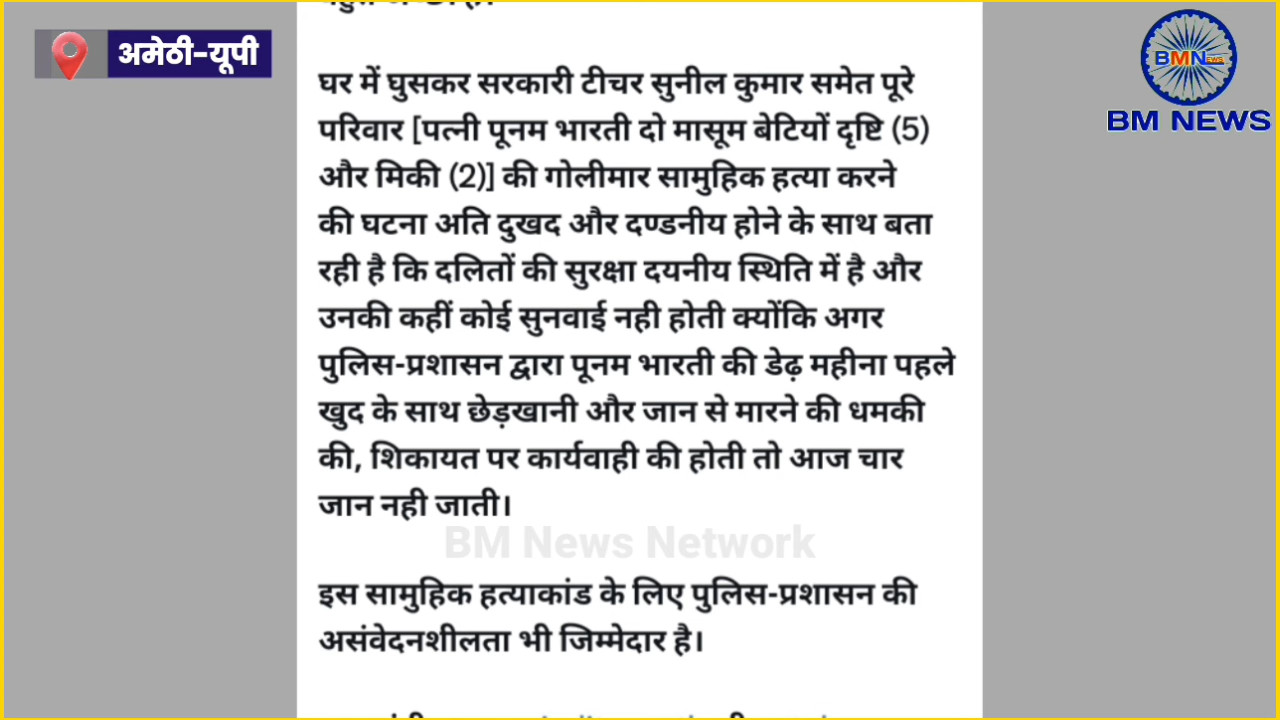 अमेठी-यूपी
BMN NEWS
BM NEWS
घर में घुसकर सरकारी टीचर सुनील कुमार समेत पूरे
परिवार [पत्नी पूनम भारती दो मासूम बेटियों दृष्टि (5)
और मिकी (2)] की गोलीमार सामुहिक हत्या करने
की घटना अति दुखद और दण्डनीय होने के साथ बता
रही है कि दलितों की सुरक्षा दयनीय स्थिति में है और
उनकी कहीं कोई सुनवाई नही होती क्योंकि अगर
पुलिस-प्रशासन द्वारा पूनम भारती की डेढ़ महीना पहले
खुद के साथ छेड़खानी और जान से मारने की धमकी
की, शिकायत पर कार्यवाही की होती तो आज चार
जान नही जाती।
BM News Network
इस सामुहिक हत्याकांड के लिए पुलिस-प्रशासन की
असंवेदनशीलता भी जिम्मेदार है।